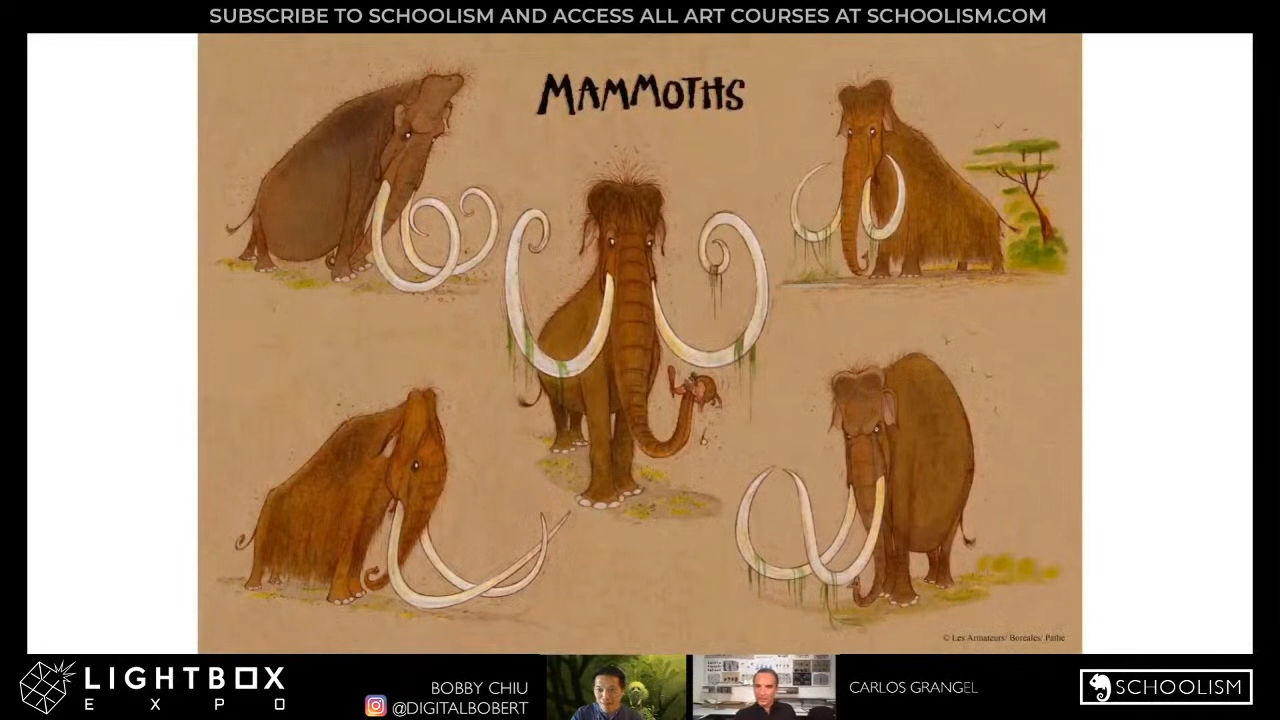 SUBSCRIBE TO SCHOOLISM AND ACCESS ALL ART COURSES AT SCHOOLISM.COM
MAMMOTHS
© Les Armateurs/ Boréales/ Pathe
LIGHTBOX
EXPO
BOBBY CHIU
@DIGITALBOBERT
CARLOS GRANGEL
SCHOOLISM